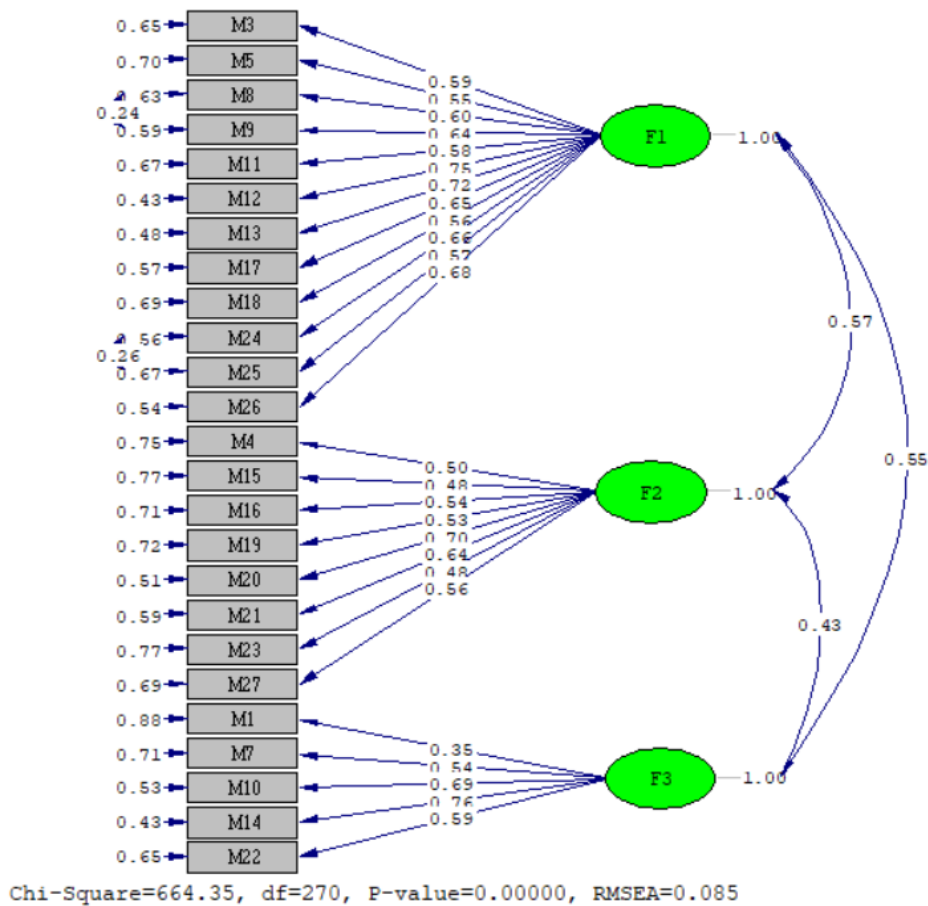 0.65 M3
0.70 M5
0.59
0.55
0.63 M8
0.60
0.24
0.59 M9
0.64
F1
1.00
0.67 M11
0.58
0.75
0.43 M12
0.72
0.48 M13
0.65
0.56
0.57 M17
0.66
0.57
0.69 M18
0.68
0.56 M24
0.57
0.26
0.67 M25
0.54 M26
0.75 M4
0.55
0.77 M15
0.50
0.48
0.71 M16
0.54
F2
1.00
0.72 M19
0.53
0.70
0.51 M20
0.64
0.48
0.59 M21
0.56
0.43
0.77 M23
0.69 M27
0.88 M1
0.71 M7
0.35
0.54
0.53 M10
0.69
F3
1.00
0.43 M14
0.76
0.59
0.65 M22
Chi-Square=664.35, df=270, P-value=0.00000, RMSEA=0.085